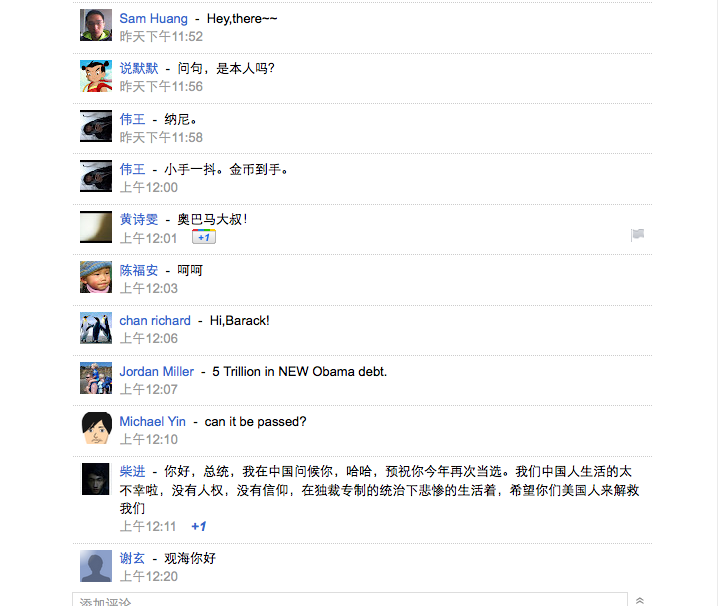 Sam Huang - Hey,there~~
昨天下午11:52
说默默 - 问句，是本人吗?
昨天下午11:56
伟王 - 纳尼。
昨天下午11:58
伟王 - 小手一抖。金币到手。
上午12:00
黄诗雯 - 奧巴马大叔!
上午12:01 +1
陈福安 - 呵呵
上午12:03
chan richard - Hi,Barack!
上午12:06
Jordan Miller - 5 Trillion in NEW Obama debt.
上午12:07
Michael Yin - can it be passed?
上午12:10
柴进 - 你好，总统，我在中国问候你，哈哈，预祝你今年再次当选。我们中国人生活的太
不幸啦，没有人权，没有信仰，在独裁专制的统治下悲惨的生活着，希望你们美国人来解救
我们
上午12:11 +1
谢玄 - 观海你好
上午12:20
添加评论